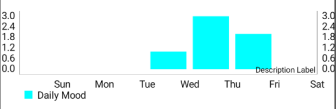 3.0 3.0
2.4 2.4
1.8 1.8
1.2 1.2
0.6 0.6
0.0 0.0
Description Label
Sun Mon Tue Wed Thu Fri Sat
Daily Mood